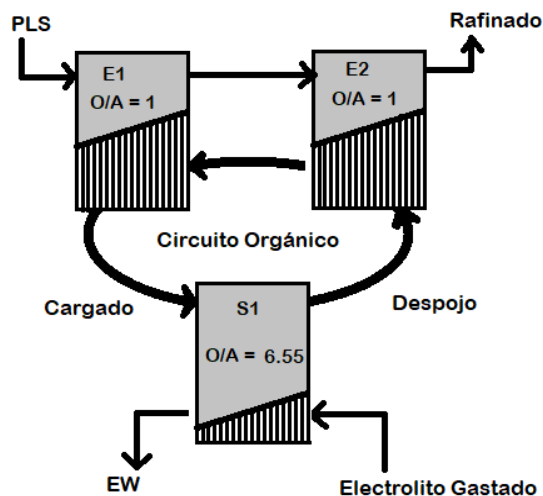 PLS
Rafinado
E1
O/A = 1
E2
O/A = 1
Circuito Orgánico
Cargado
Despojo
S1
O/A = 6.55
EW
Electrolito Gastado